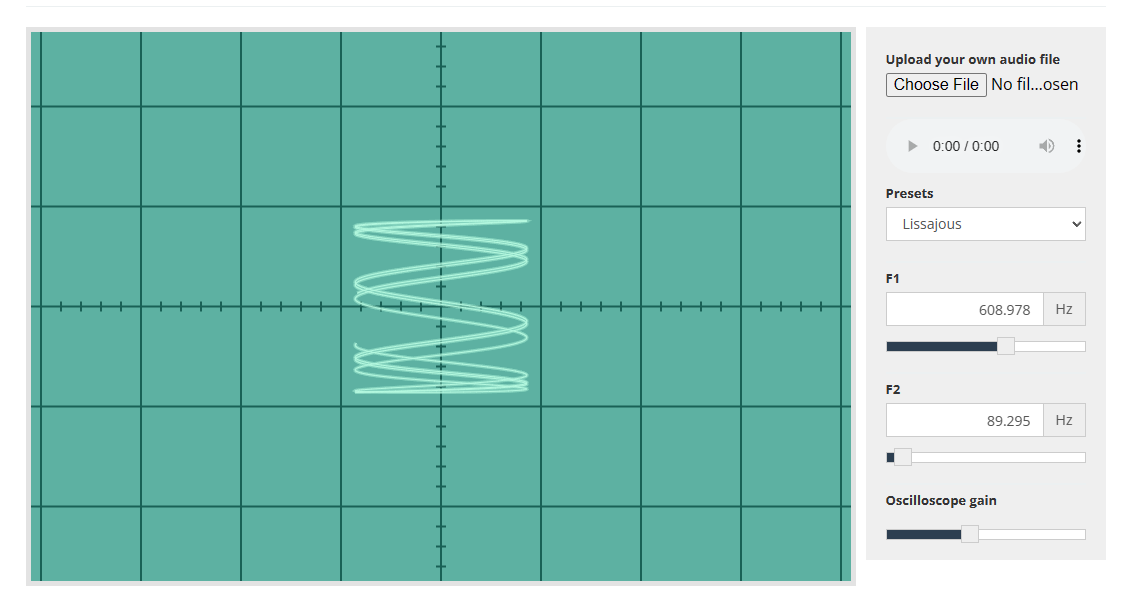 Upload your own audio file
Choose File No fil...osen
0:00 / 0:00
Presets
Lissajous
F1
608.978 Hz
F2
89.295 Hz
Oscilloscope gain